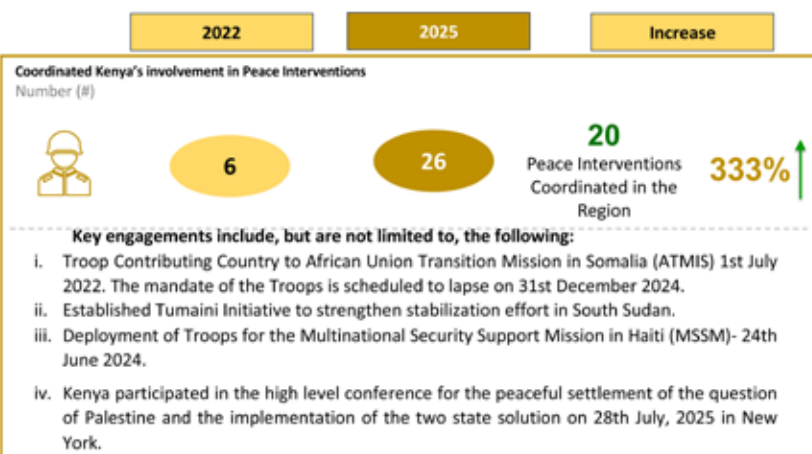 2022 2025 Increase
Coordinated Kenya's involvement in Peace Interventions
Number (#)
6 26 20 333%
Peace Interventions
Coordinated in the
Region
Key engagements include, but are not limited to, the following:
i. Troop Contributing Country to African Union Transition Mission in Somalia (ATMIS) 1st July
2022. The mandate of the Troops is scheduled to lapse on 31st December 2024.
ii. Established Tumaini Initiative to strengthen stabilization effort in South Sudan.
iii. Deployment of Troops for the Multinational Security Support Mission in Haiti (MSSM)- 24th
June 2024.
iv. Kenya participated in the high level conference for the peaceful settlement of the question
of Palestine and the implementation of the two state solution on 28th July, 2025 in New
York.